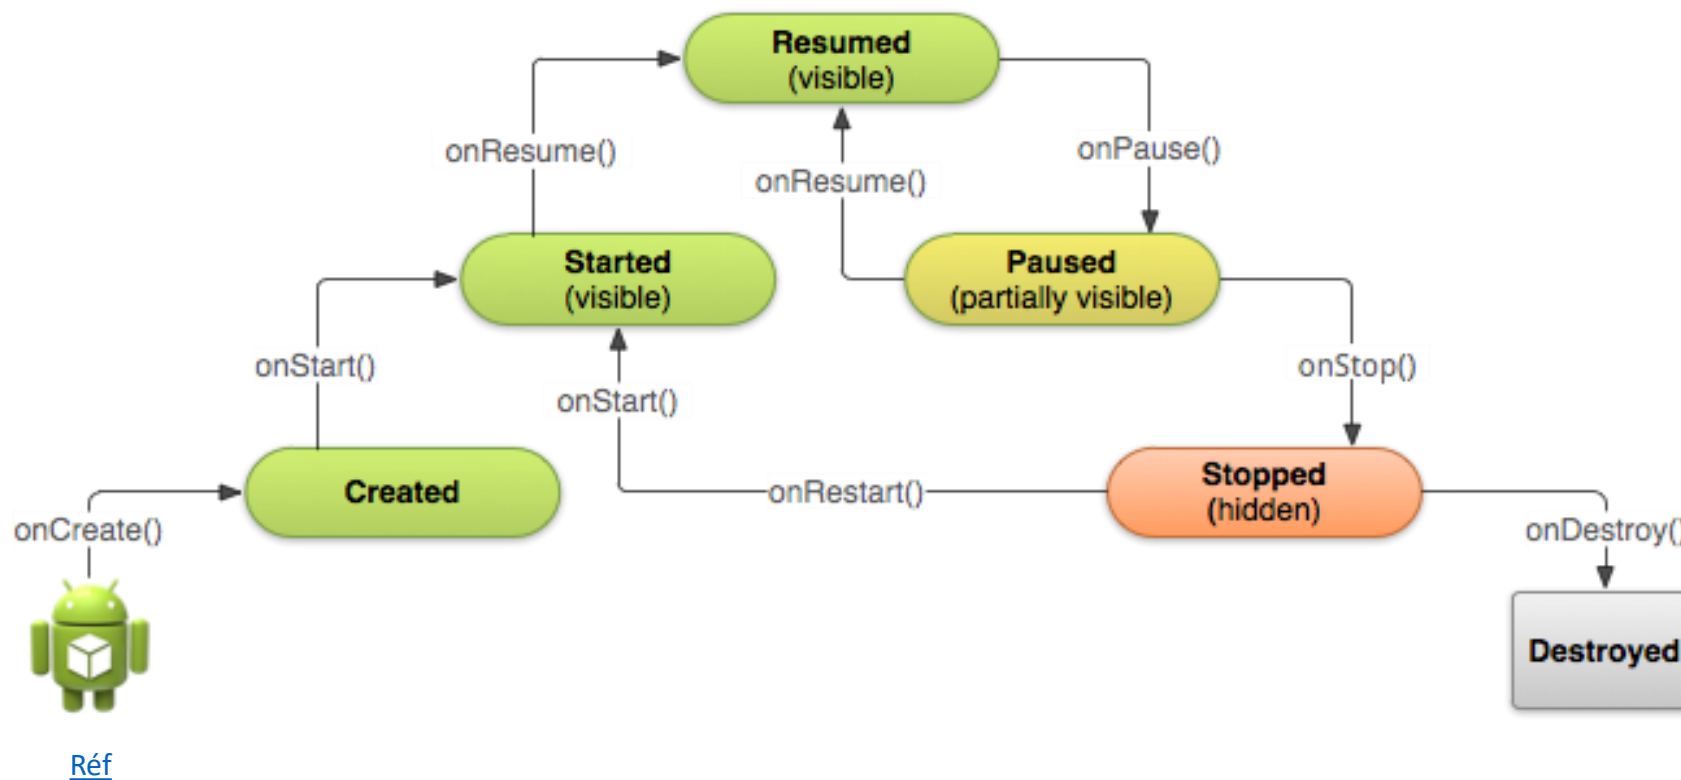 Resumed
(visible)
onResume()
onPause()
onResume()
Started
(visible)
Paused
(partially visible)
onStart()
onStop()
onStart()
Created
Stopped
(hidden)
onRestart()
onCreate()
onDestroy()
Destroyed
Réf